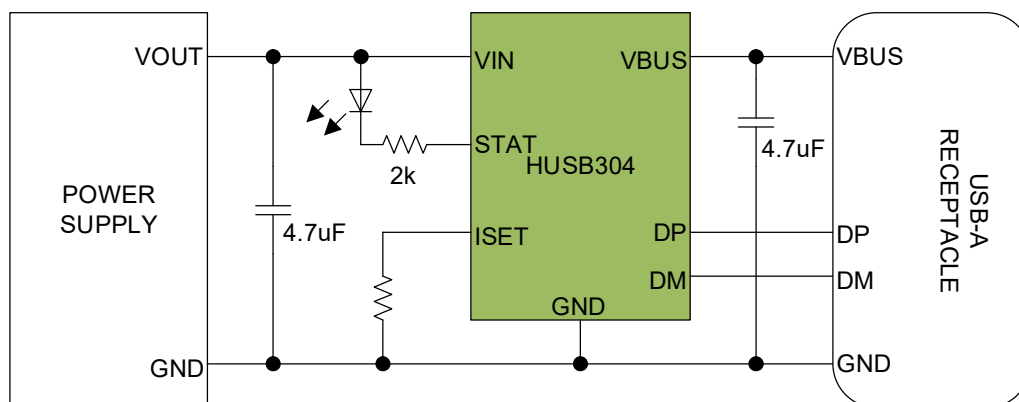 POWER
SUPPLY
VOUT
GND
4.7uF
2k
VIN
STAT
ISET
HUSB304
VBUS
DP
DM
GND
4.7uF
VBUS
DP
DM
GND
USB-A
RECEPTACLE